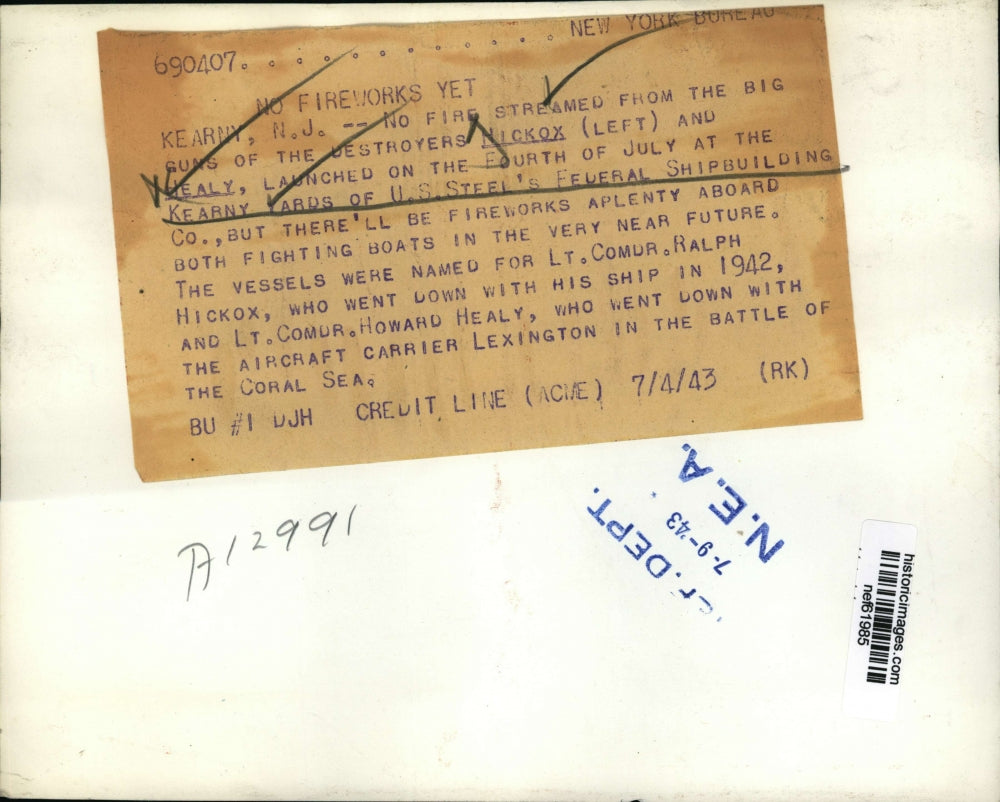 690407. . . . . . . . . . . . . . NEW YORK BUREAU
NO FIREWORKS YET
KEARNY, N.J. -- NO FIRE STREAMED FROM THE BIG
GUNS OF THE DESTROYERS HICKOX (LEFT) AND
HEALY, LAUNCHED ON THE FOURTH OF JULY AT THE
KEARNY YARDS OF U.S.STEEL'S FEDERAL SHIPBUILDING
CO., BUT THERE'LL BE FIREWORKS APLENTY ABOARD
BOTH FIGHTING BOATS IN THE VERY NEAR FUTURE.
THE VESSELS WERE NAMED FOR LT.COMDR.RALPH
HICKOX, WHO WENT DOWN WITH HIS SHIP IN 1942,
AND LT.COMDR.HOWARD HEALY, WHO WENT DOWN WITH
THE AIRCRAFT CARRIER LEXINGTON IN THE BATTLE OF
THE CORAL SEA.
BU #1 DJH CREDIT LINE (ACME) 7/4/43 (RK)
A12991
DEPT.
7-9-43
N.E.A.
historicimages.com
nef61985